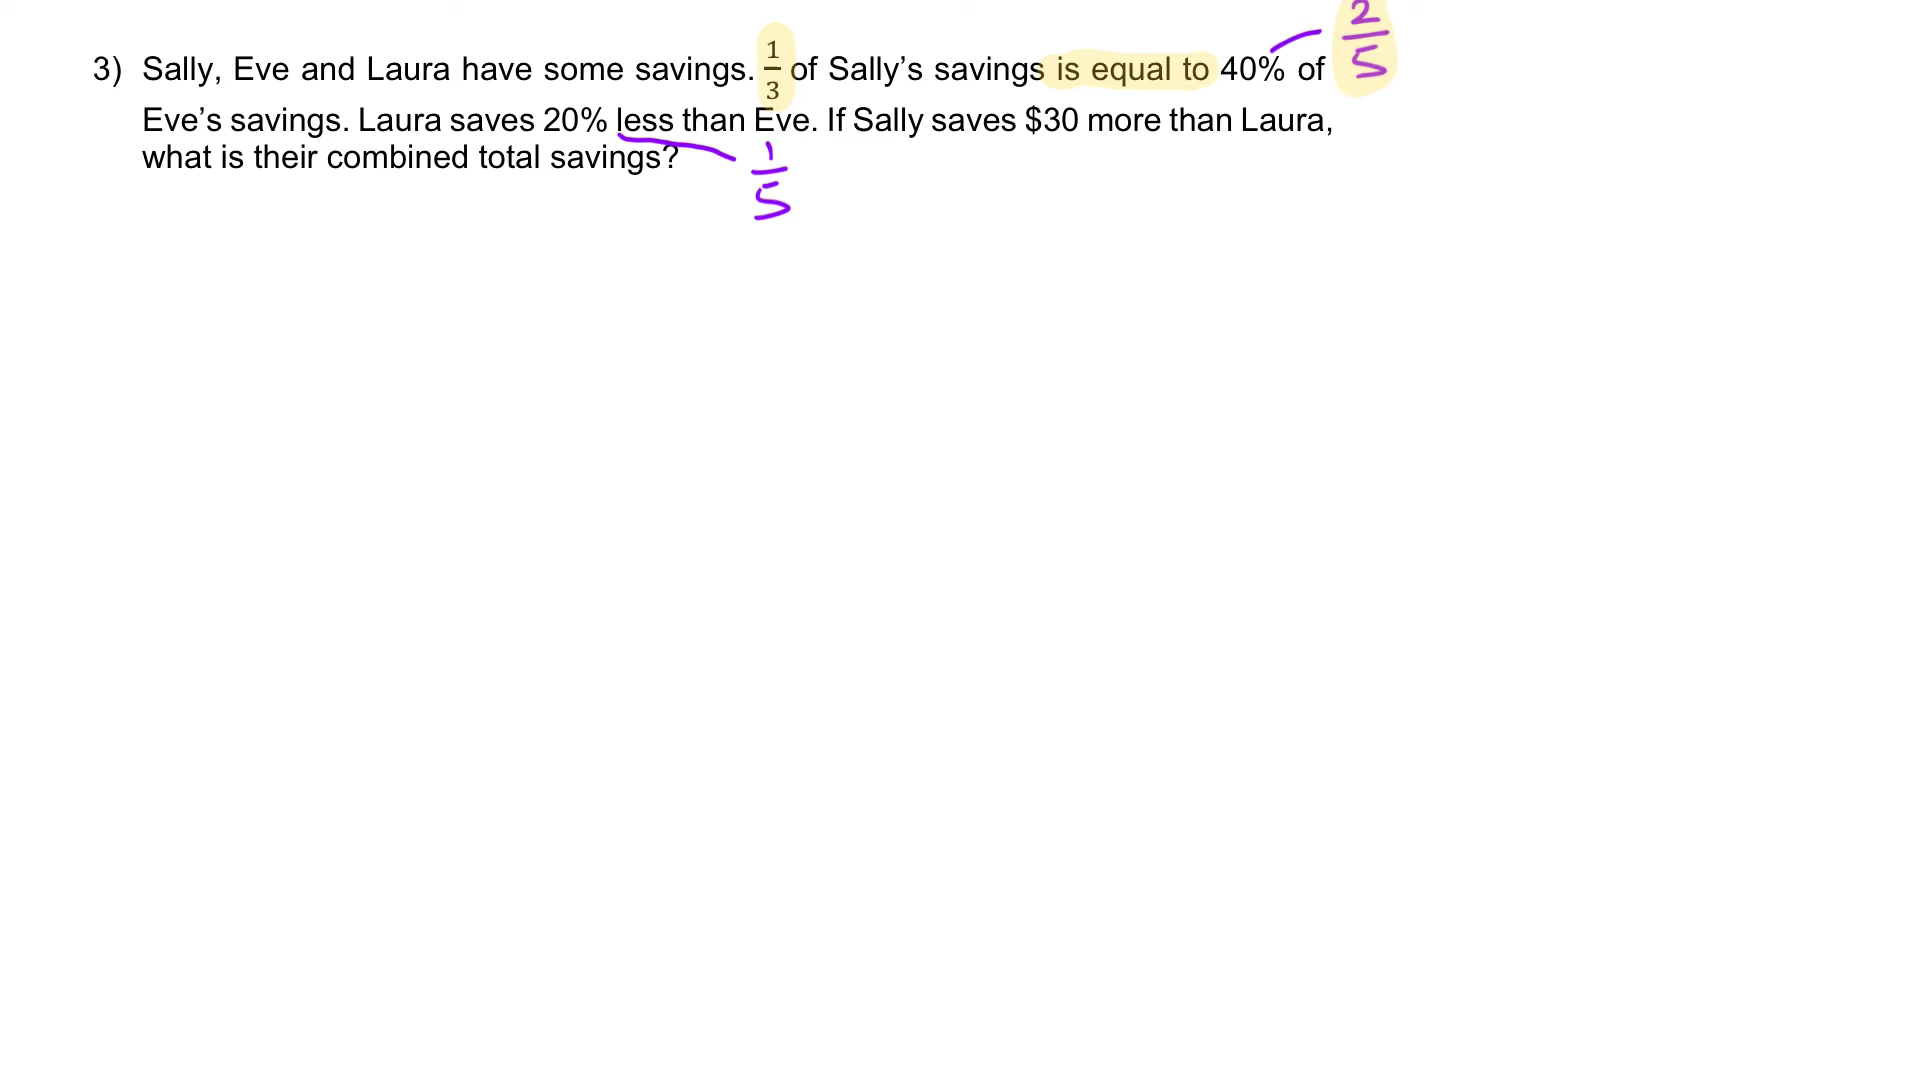 2/5
3) Sally, Eve and Laura have some savings. 1/3 of Sally’s savings is equal to 40% of
Eve’s savings. Laura saves 20% less than Eve. If Sally saves $30 more than Laura,
what is their combined total savings?
1/5